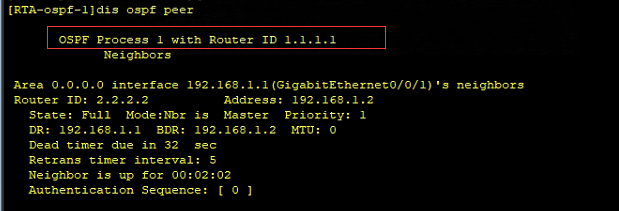 [RTA-ospf-1]dis ospf peer
OSPF Process 1 with Router ID 1.1.1.1
Neighbors
Area 0.0.0.0 interface 192.168.1.1(GigabitEthernet0/0/1)'s neighbors
Router ID: 2.2.2.2 Address: 192.168.1.2
State: Full Mode:Nbr is Master Priority: 1
DR: 192.168.1.1 BDR: 192.168.1.2 MTU: 0
Dead timer due in 32 sec
Retrans timer interval: 5
Neighbor is up for 00:02:02
Authentication Sequence: [ 0 ]